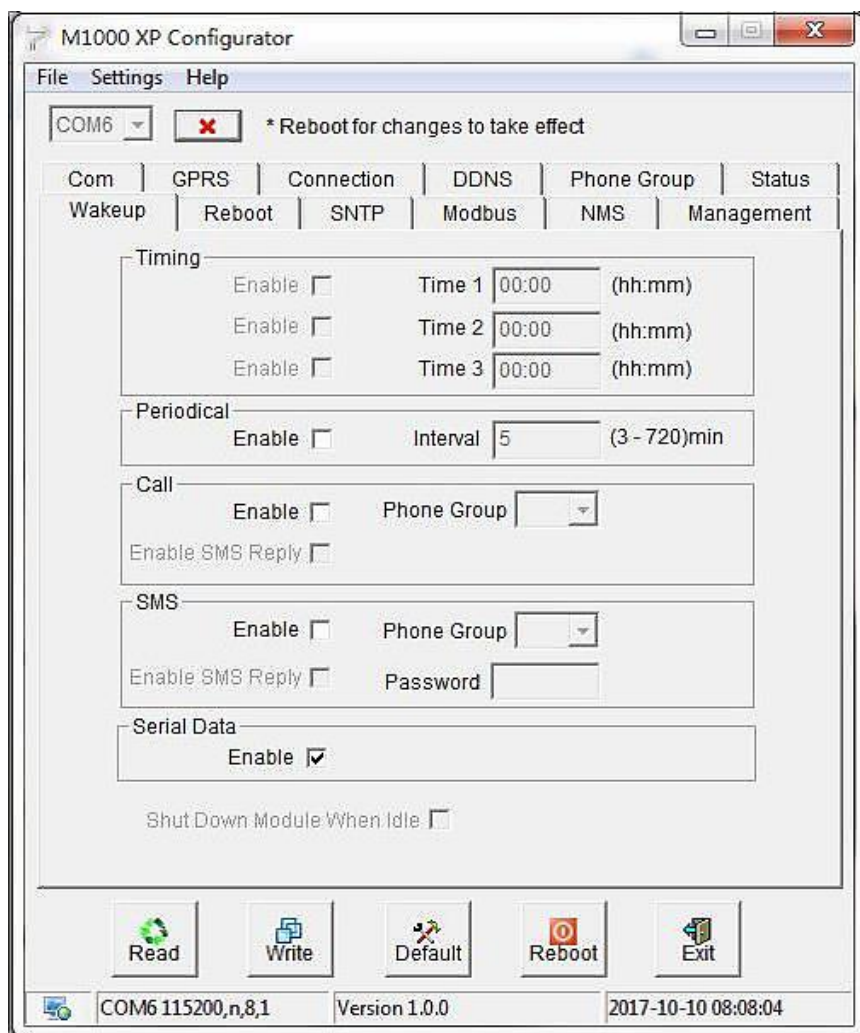 M1000 XP Configurator
File Settings Help
COM6 * Reboot for changes to take effect
Com GPRS Connection DDNS Phone Group Status
Wakeup Reboot SNTP Modbus NMS Management
Timing
Enable Time 1 00:00 (hh:mm)
Enable Time 2 00:00 (hh:mm)
Enable Time 3 00:00 (hh:mm)
Periodical
Enable Interval 5 (3 - 720)min
Call
Enable Phone Group
Enable SMS Reply
SMS
Enable Phone Group
Enable SMS Reply Password
Serial Data
Enable
Shut Down Module When Idle
Read Write Default Reboot Exit
COM6 115200,n,8,1 Version 1.0.0 2017-10-10 08:08:04